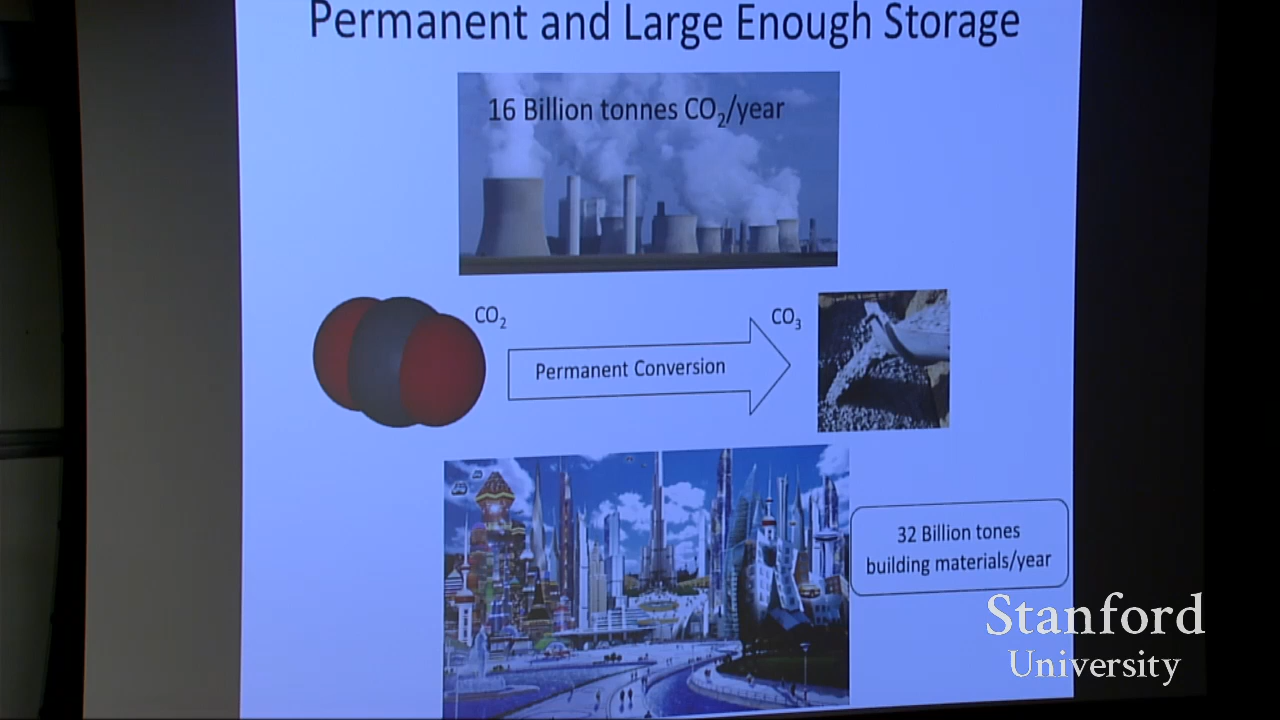 Permanent and Large Enough Storage
16 Billion tonnes CO₂/year
CO₂
CO₃
Permanent Conversion
32 Billion tones
building materials/year
Stanford
University